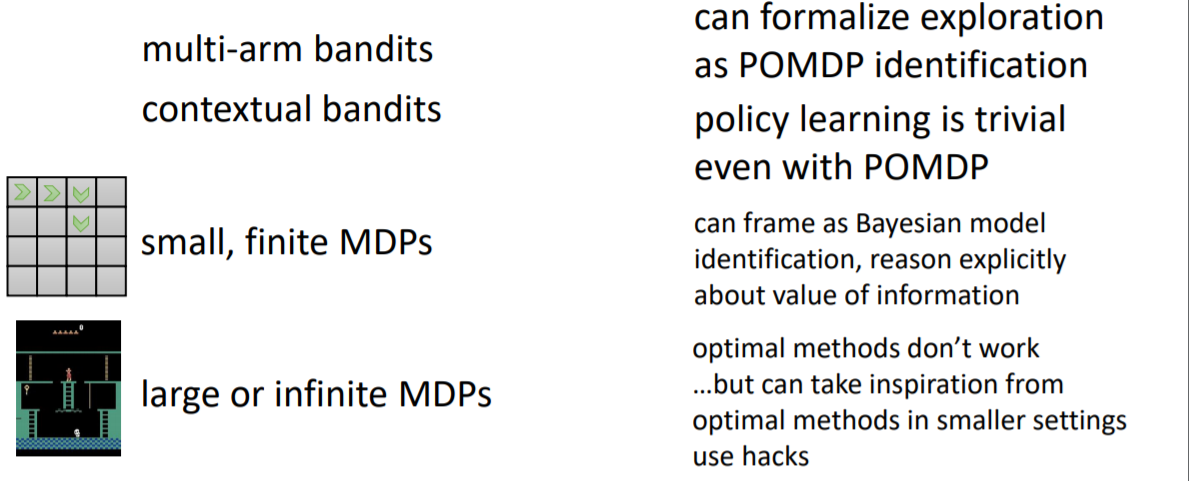 multi-arm bandits
contextual bandits
can formalize exploration
as POMDP identification
policy learning is trivial
even with POMDP
small, finite MDPs
can frame as Bayesian model
identification, reason explicitly
about value of information
large or infinite MDPs
optimal methods don’t work
...but can take inspiration from
optimal methods in smaller settings
use hacks